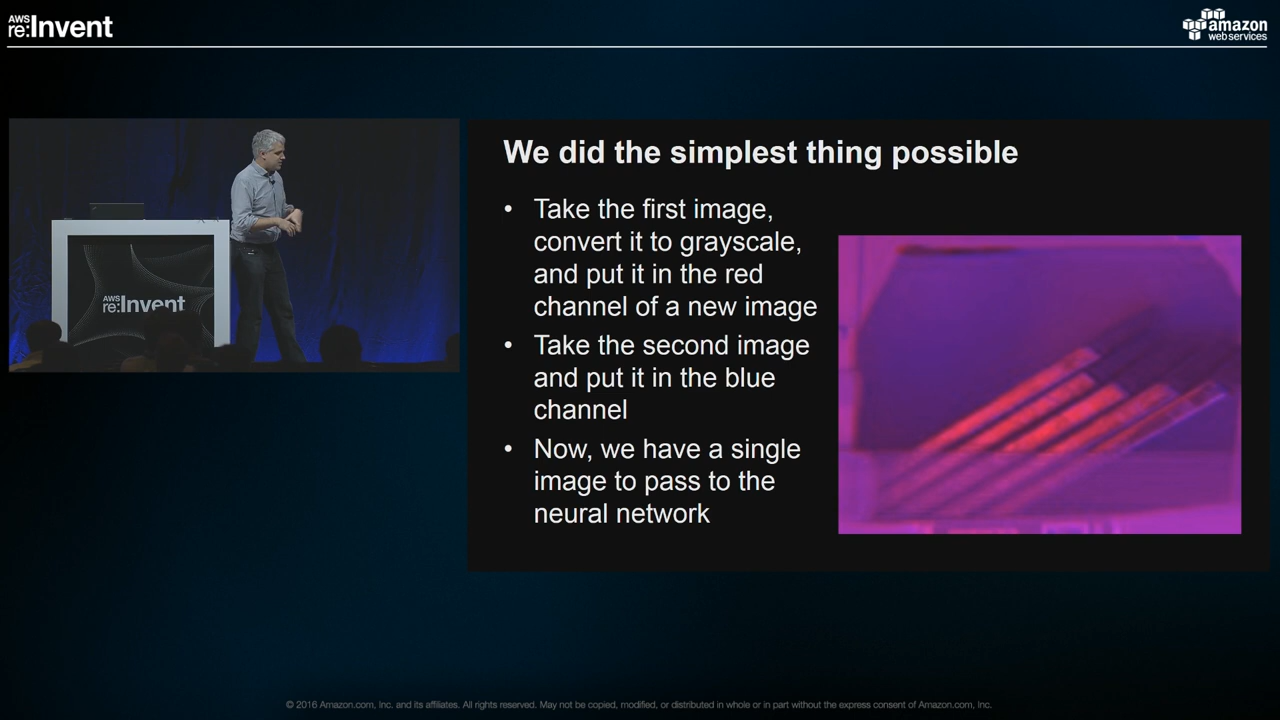 AWS
re:Invent
amazon
web services
We did the simplest thing possible
• Take the first image,
convert it to grayscale,
and put it in the red
channel of a new image
• Take the second image
and put it in the blue
channel
• Now, we have a single
image to pass to the
neural network
AWS
re:Invent
© 2016 Amazon.com, Inc. and its affiliates. All rights reserved. May not be copied, modified, or distributed in whole or in part without the express consent of Amazon.com, Inc.